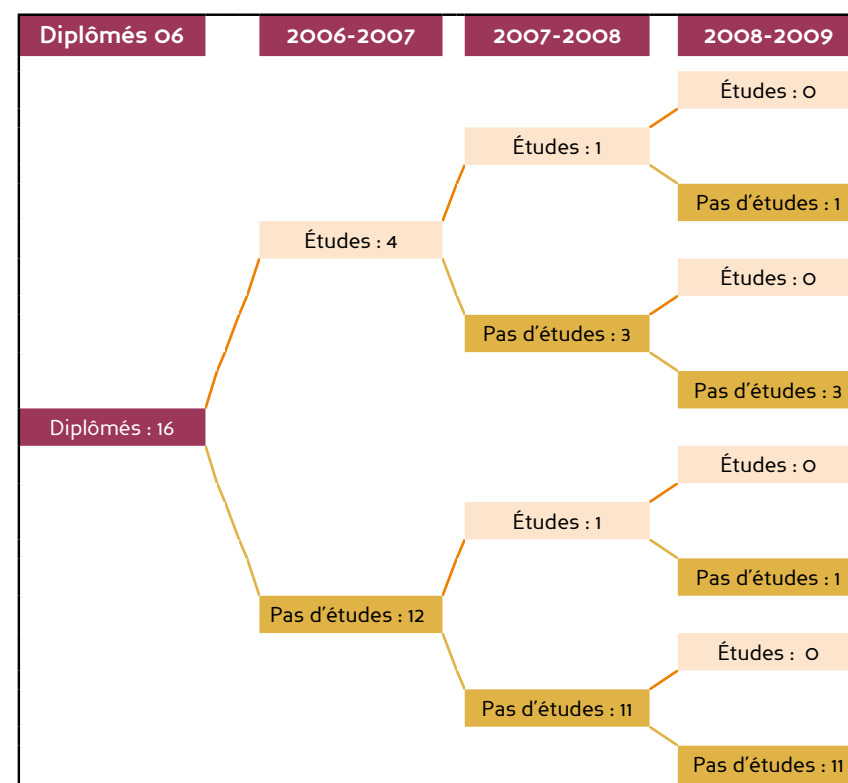 Diplômés 06 2006-2007 2007-2008 2008-2009
Études : 0
Études : 1
Pas d'études : 1
Études : 4
Études : 0
Pas d'études : 3
Pas d'études : 3
Diplômés : 16
Études : 0
Études : 1
Pas d'études : 1
Pas d'études : 12
Études : 0
Pas d'études : 11
Pas d'études : 11